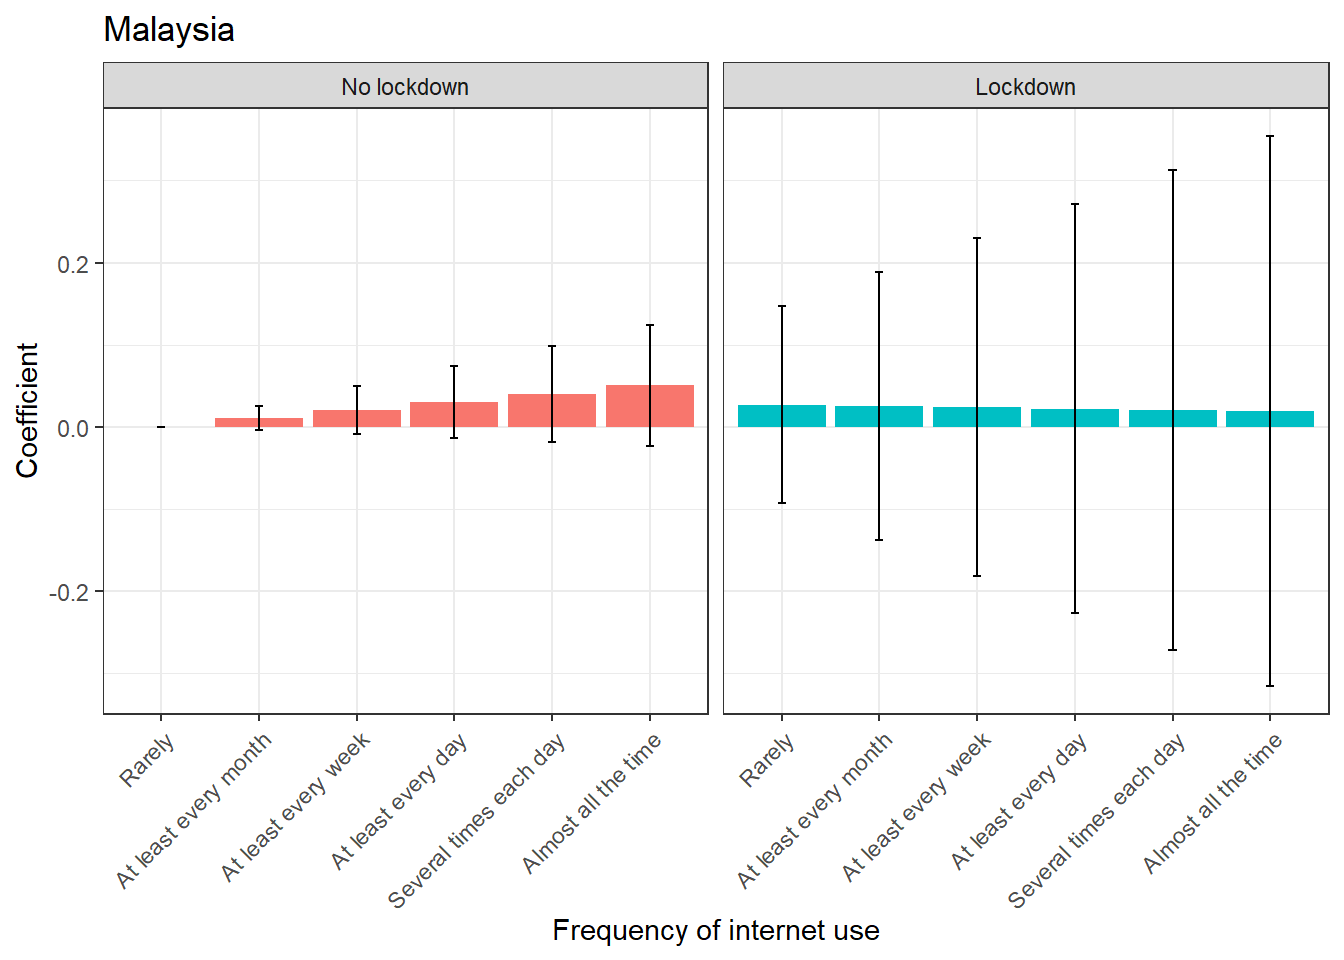 Malaysia
No lockdown
Lockdown
Coefficient
0.2
0.0
-0.2
Rarely
At least every month
At least every week
At least every day
Several times each day
Almost all the time
Rarely
At least every month
At least every week
At least every day
Several times each day
Almost all the time
Frequency of internet use